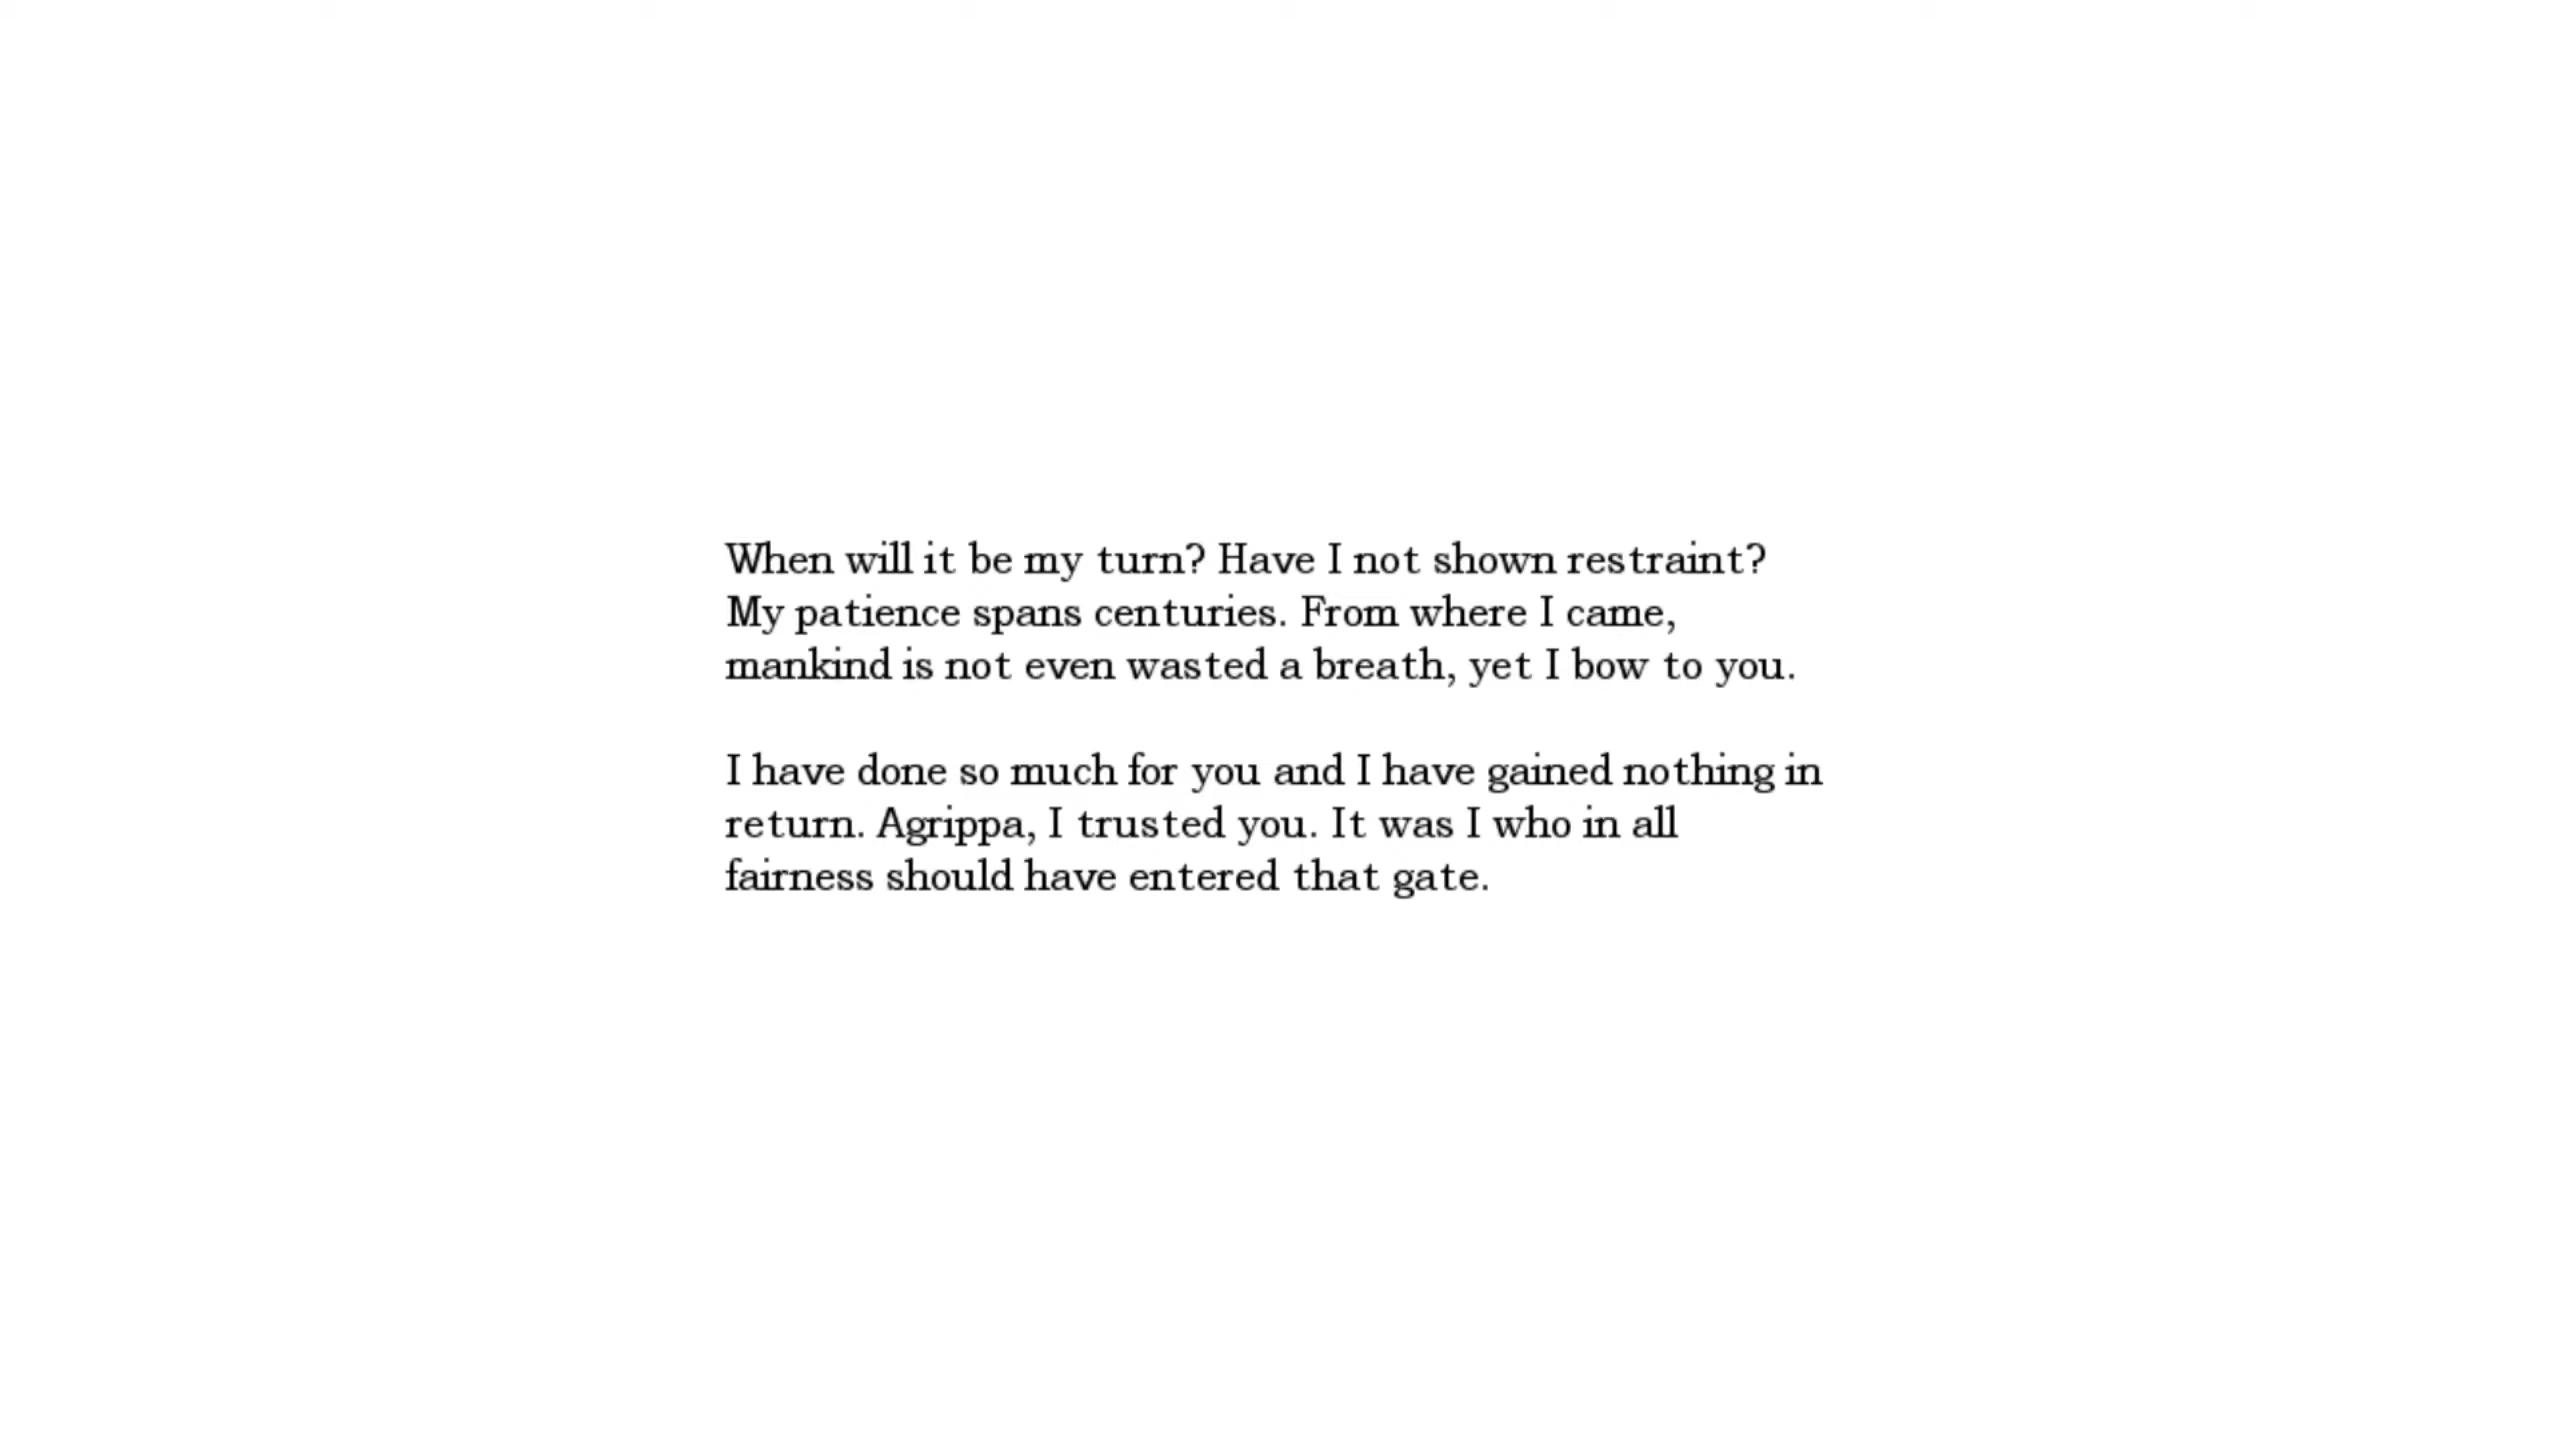 When will it be my turn? Have I not shown restraint?
My patience spans centuries. From where I came,
mankind is not even wasted a breath, yet I bow to you.
I have done so much for you and I have gained nothing in
return. Agrippa, I trusted you. It was I who in all
fairness should have entered that gate.